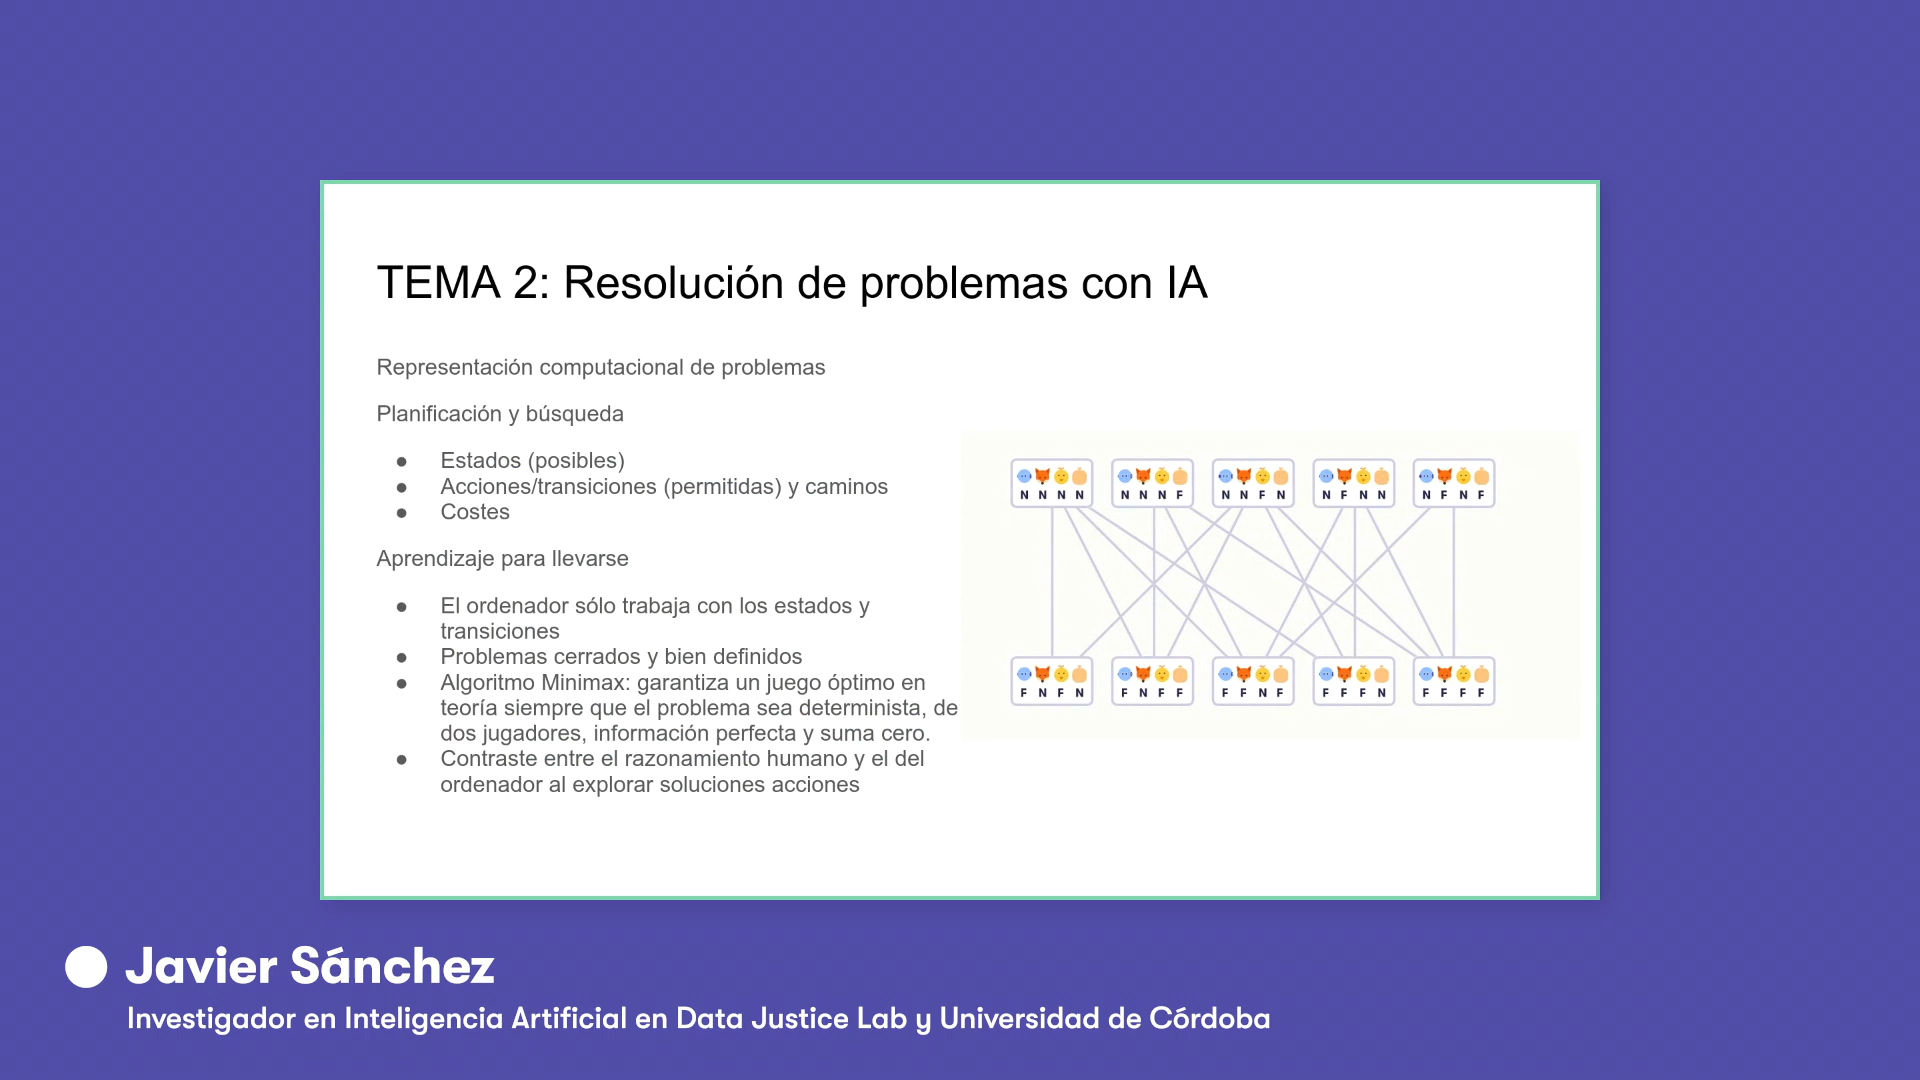 TEMA 2: Resolución de problemas con IA
Representación computacional de problemas
Planificación y búsqueda
● Estados (posibles)
● Acciones/transiciones (permitidas) y caminos
● Costes
Aprendizaje para llevarse
● El ordenador sólo trabaja con los estados y
transiciones
● Problemas cerrados y bien definidos
● Algoritmo Minimax: garantiza un juego óptimo en
teoría siempre que el problema sea determinista, de
dos jugadores, información perfecta y suma cero.
● Contraste entre el razonamiento humano y el del
ordenador al explorar soluciones acciones
N N N N
N N N F
N N F N
N F N N
N F N F
F N F N
F N F F
F F N F
F F F N
F F F F
Javier Sánchez
Investigador en Inteligencia Artificial en Data Justice Lab y Universidad de Córdoba